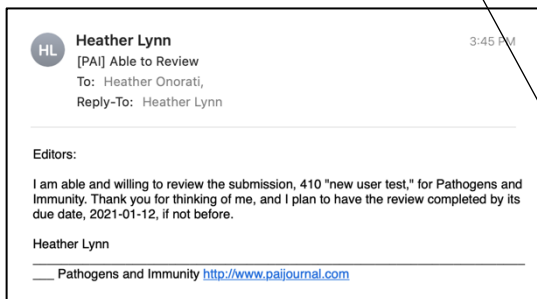 HL
Heather Lynn
3:45 PM
[PAI] Able to Review
To: Heather Onorati,
Reply-To: Heather Lynn
Editors:
I am able and willing to review the submission, 410 "new user test," for Pathogens and
Immunity. Thank you for thinking of me, and I plan to have the review completed by its
due date, 2021-01-12, if not before.
Heather Lynn
___ Pathogens and Immunity http://www.paijournal.com